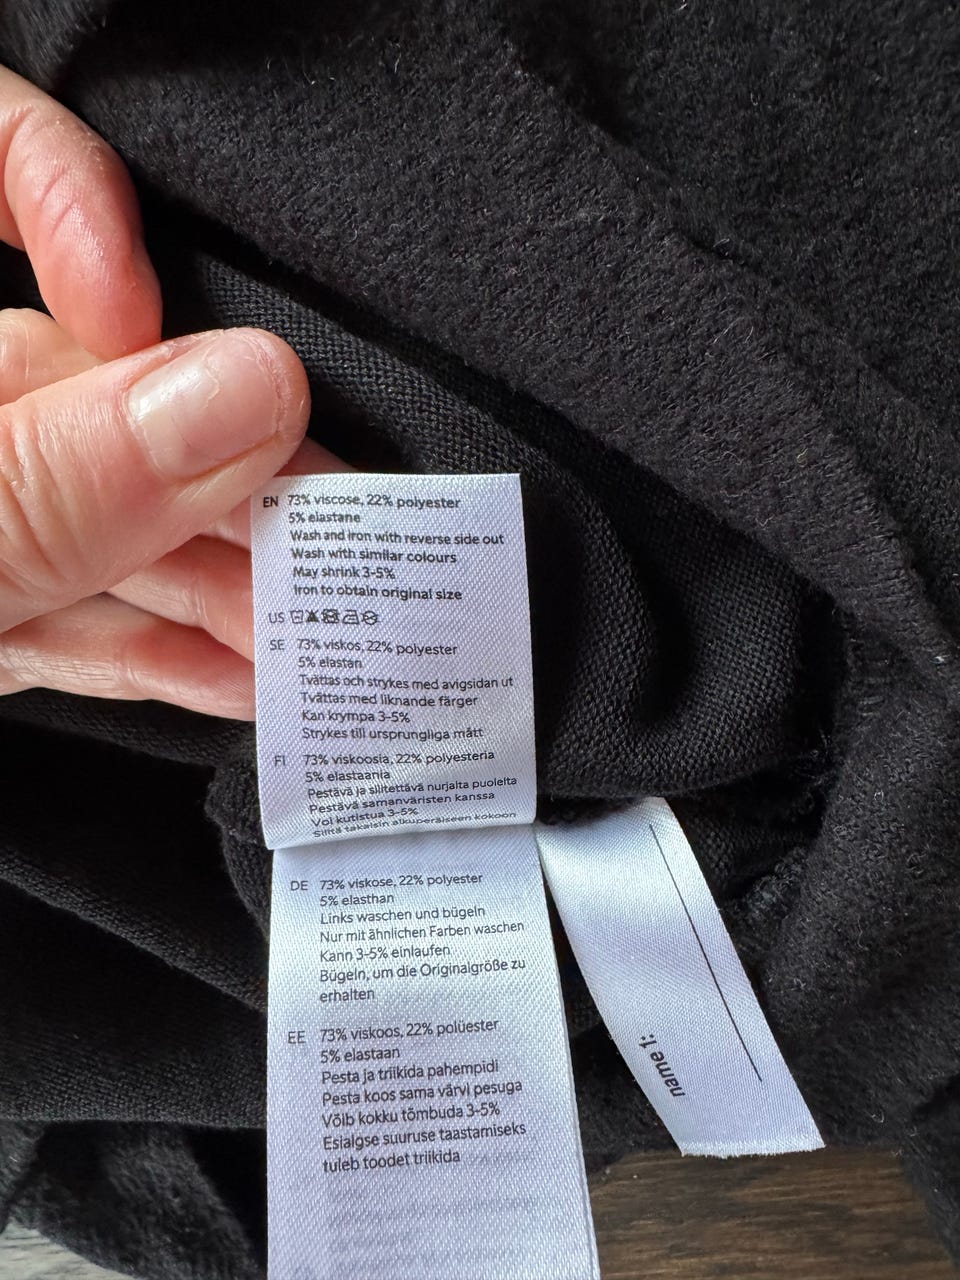 EN 73% viscose, 22% polyester
5% elastane
Wash and iron with reverse side out
Wash with similar colours
May shrink 3-5%
Iron to obtain original size
US
SE 73% viskos, 22% polyester
5% elastan
Tvättas och strykes med avigsidan ut
Tvättas med liknande färger
Kan krympa 3-5%
Strykes till ursprungliga mått
FI 73% viskoosia, 22% polyesteria
5% elastaania
Pestävä ja silitettävä nurjalta puolelta
Pestävä samanväristen kanssa
Voi kutistua 3-5%
Silitä takaisin alkuperäiseen kokoon
DE 73% viskose, 22% polyester
5% elasthan
Links waschen und bügeln
Nur mit ähnlichen Farben waschen
Kann 3-5% einlaufen
Bügeln, um die Originalgröße zu
erhalten
EE 73% viskoos, 22% polüester
5% elastaan
Pesta ja triikida pahempidi
Pesta koos sama värvi pesuga
Võib kokku tõmbuda 3-5%
Esialgse suuruse taastamiseks
tuleb toodet triikida
name 1: